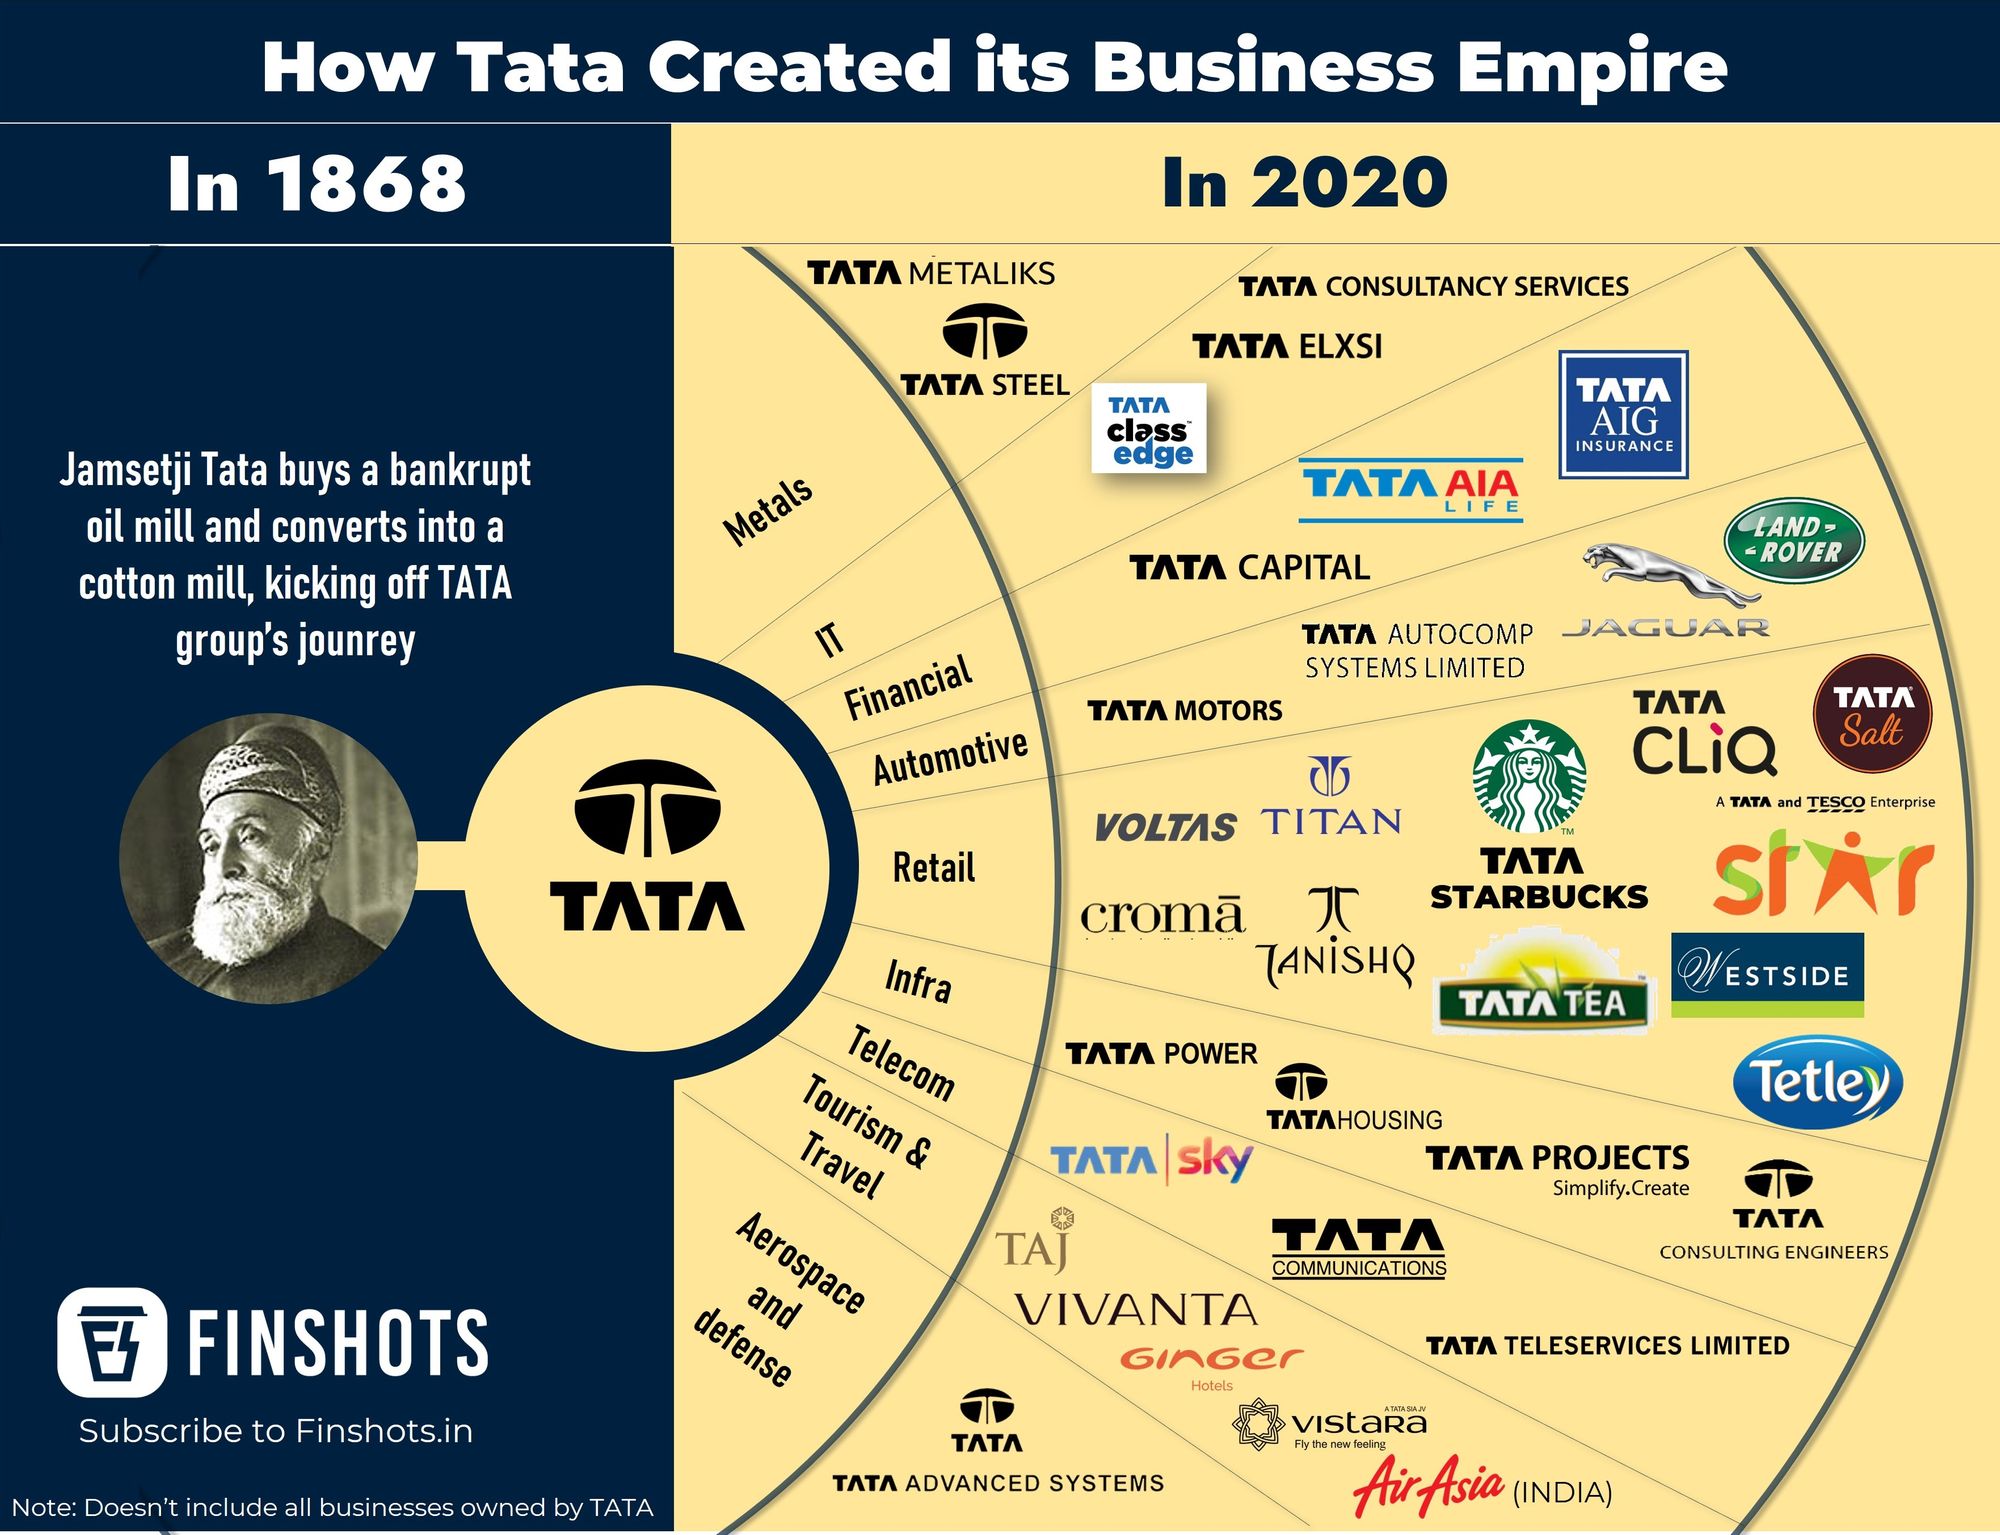 How Tata Created its Business Empire
In 1868
In 2020
Jamsetji Tata buys a bankrupt
oil mill and converts into a
cotton mill, kicking off TATA
group's jounrey
TATA
FINSHOTS
Subscribe to Finshots.in
Note: Doesn't include all businesses owned by TATA
Metals
TATA METALIKS
TATA STEEL
IT
TATA CONSULTANCY SERVICES
TATA ELXSI
TATA
class™
edge
Financial
TATA
AIG
INSURANCE
TATA AIA
LIFE
TATA CAPITAL
Automotive
LAND-
-ROVER
JAGUAR
TATA AUTOCOMP
SYSTEMS LIMITED
TATA MOTORS
Retail
TATA
CLiQ
TATA
Salt
VOLTAS
TITAN
TM
TATA
STARBUCKS
A TATA and TESCO Enterprise
star
cromā
TANISHQ
TATA TEA
WESTSIDE
Tetley
Infra
TATA POWER
TATA HOUSING
TATA PROJECTS
Simplify.Create
TATA
CONSULTING ENGINEERS
Telecom
TATA sky
TATA
COMMUNICATIONS
TATA TELESERVICES LIMITED
Tourism &
Travel
TAJ
VIVANTA
GINGER
Hotels
A TATA SIA JV
VISTARA
Fly the new feeling
AirAsia (INDIA)
Aerospace
and
defense
TATA
TATA ADVANCED SYSTEMS